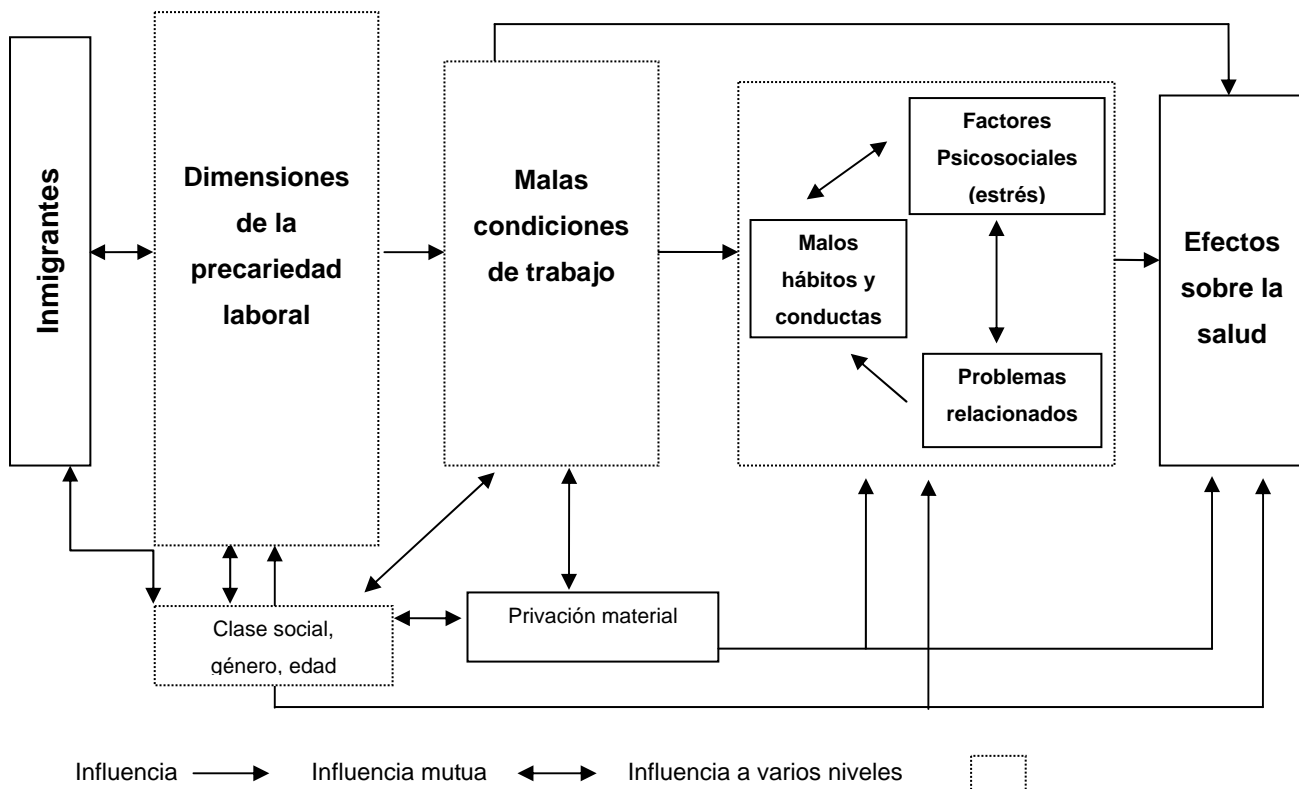 Inmigrantes
Dimensiones
de la
precariedad
laboral
Malas
condiciones
de trabajo
Factores
Psicosociales
(estrés)
Malos
hábitos y
conductas
Problemas
relacionados
Efectos
sobre la
salud
Clase social,
género, edad
Privación material
Influencia
Influencia mutua
Influencia a varios niveles